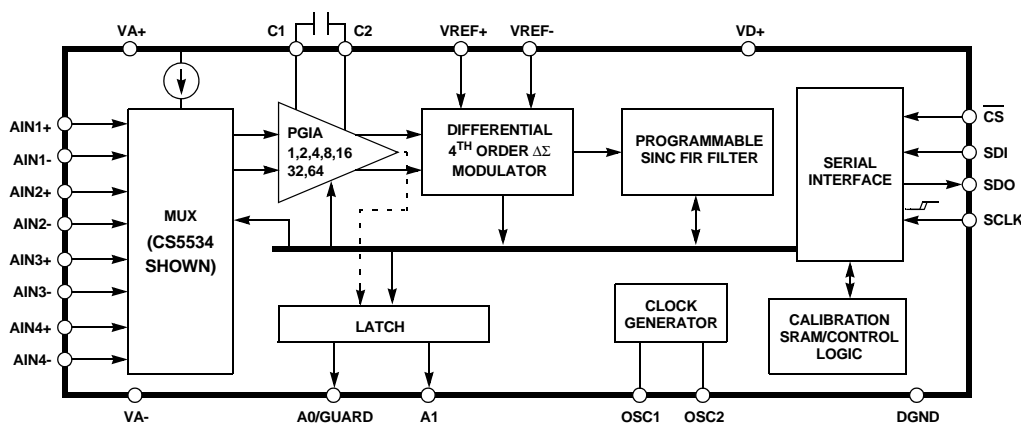 VA+
C1
C2
VREF+
VREF-
VD+
AIN1+
AIN1-
AIN2+
AIN2-
AIN3+
AIN3-
AIN4+
AIN4-
MUX
(CS5534
SHOWN)
PGIA
1,2,4,8,16
32,64
DIFFERENTIAL
4TH ORDER ΔΣ
MODULATOR
PROGRAMMABLE
SINC FIR FILTER
SERIAL
INTERFACE
CS
SDI
SDO
SCLK
LATCH
CLOCK
GENERATOR
CALIBRATION
SRAM/CONTROL
LOGIC
VA-
A0/GUARD
A1
OSC1
OSC2
DGND